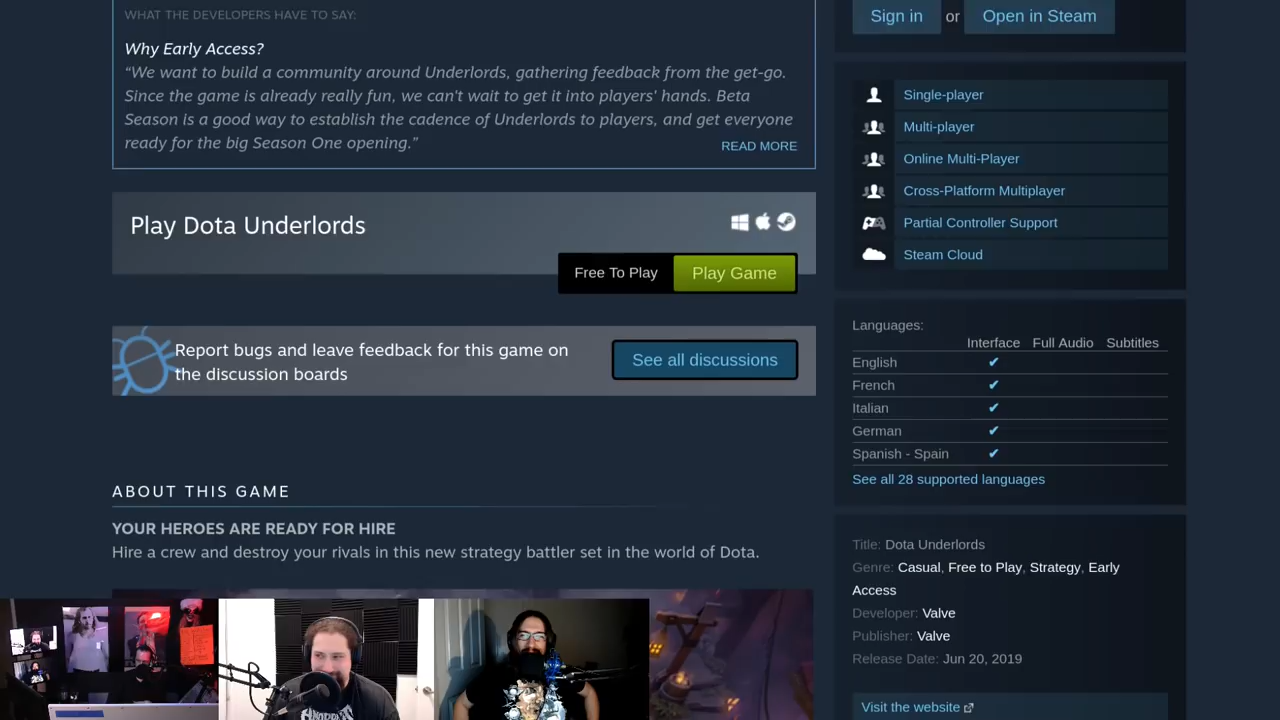 WHAT THE DEVELOPERS HAVE TO SAY:
Why Early Access?
“We want to build a community around Underlords, gathering feedback from the get-go.
Since the game is already really fun, we can't wait to get it into players' hands. Beta
Season is a good way to establish the cadence of Underlords to players, and get everyone
ready for the big Season One opening.”
READ MORE
Play Dota Underlords
Free To Play
Play Game
Report bugs and leave feedback for this game on
the discussion boards
See all discussions
ABOUT THIS GAME
YOUR HEROES ARE READY FOR HIRE
Hire a crew and destroy your rivals in this new strategy battler set in the world of Dota.
Sign in or Open in Steam
Single-player
Multi-player
Online Multi-Player
Cross-Platform Multiplayer
Partial Controller Support
Steam Cloud
Languages:
Interface Full Audio Subtitles
English ✔
French ✔
Italian ✔
German ✔
Spanish - Spain ✔
See all 28 supported languages
Title: Dota Underlords
Genre: Casual, Free to Play, Strategy, Early
Access
Developer: Valve
Publisher: Valve
Release Date: Jun 20, 2019
Visit the website